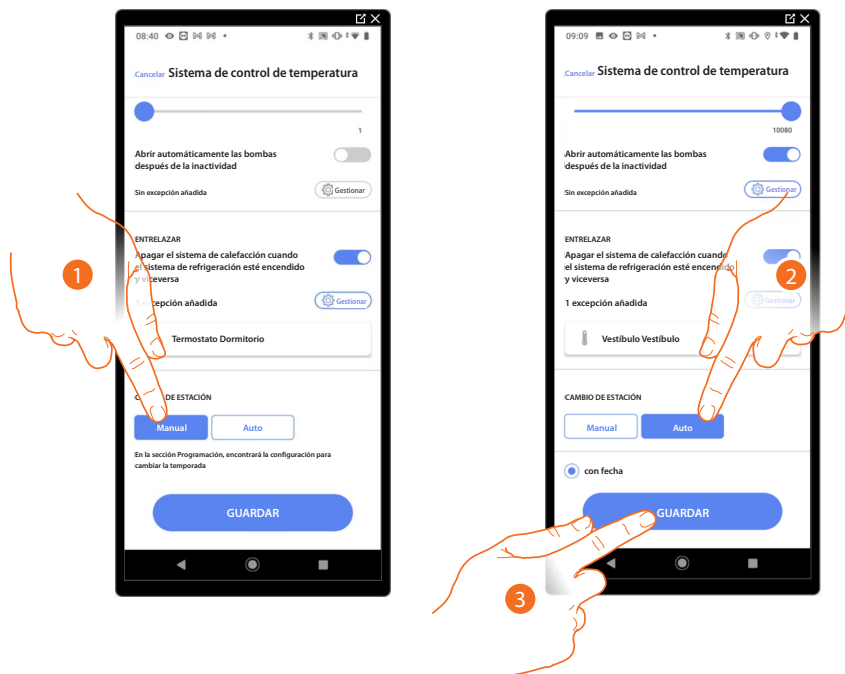 08:40
Cancelar Sistema de control de temperatura
1
Abrir automáticamente las bombas
después de la inactividad
Sin excepción añadida
Gestionar
ENTRELAZAR
Apagar el sistema de calefacción cuando
el sistema de refrigeración esté encendido
y viceversa
excepción añadida
Gestionar
Termostato Dormitorio
DE ESTACIÓN
Manual
Auto
En la sección Programación, encontrará la configuración para
cambiar la temporada
GUARDAR
1
09:09
Cancelar Sistema de control de temperatura
10080
Abrir automáticamente las bombas
después de la inactividad
Sin excepción añadida
Gestionar
ENTRELAZAR
Apagar el sistema de calefacción cuando
el sistema de refrigeración esté encendido
y viceversa
1 excepción añadida
Gestionar
Vestíbulo Vestíbulo
CAMBIO DE ESTACIÓN
Manual
Auto
con fecha
GUARDAR
2
3